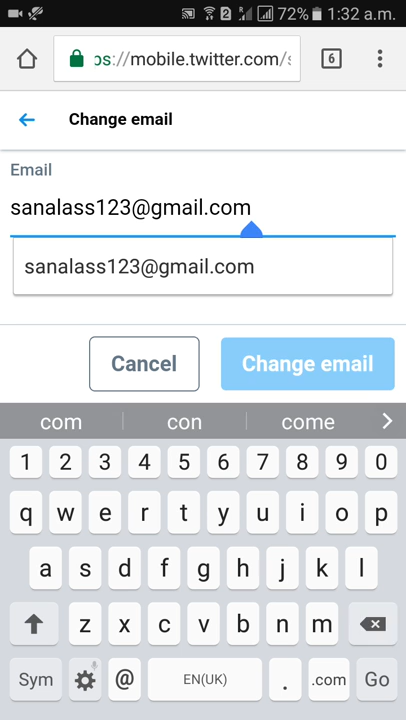 72% 1:32 a.m.
ps://mobile.twitter.com/s
6
Change email
Email
sanalass123@gmail.com
sanalass123@gmail.com
Cancel Change email
com con come
1 2 3 4 5 6 7 8 9 0
q w e r t y u i o p
a s d f g h j k l
z x c v b n m
Sym @ EN(UK) . .com Go